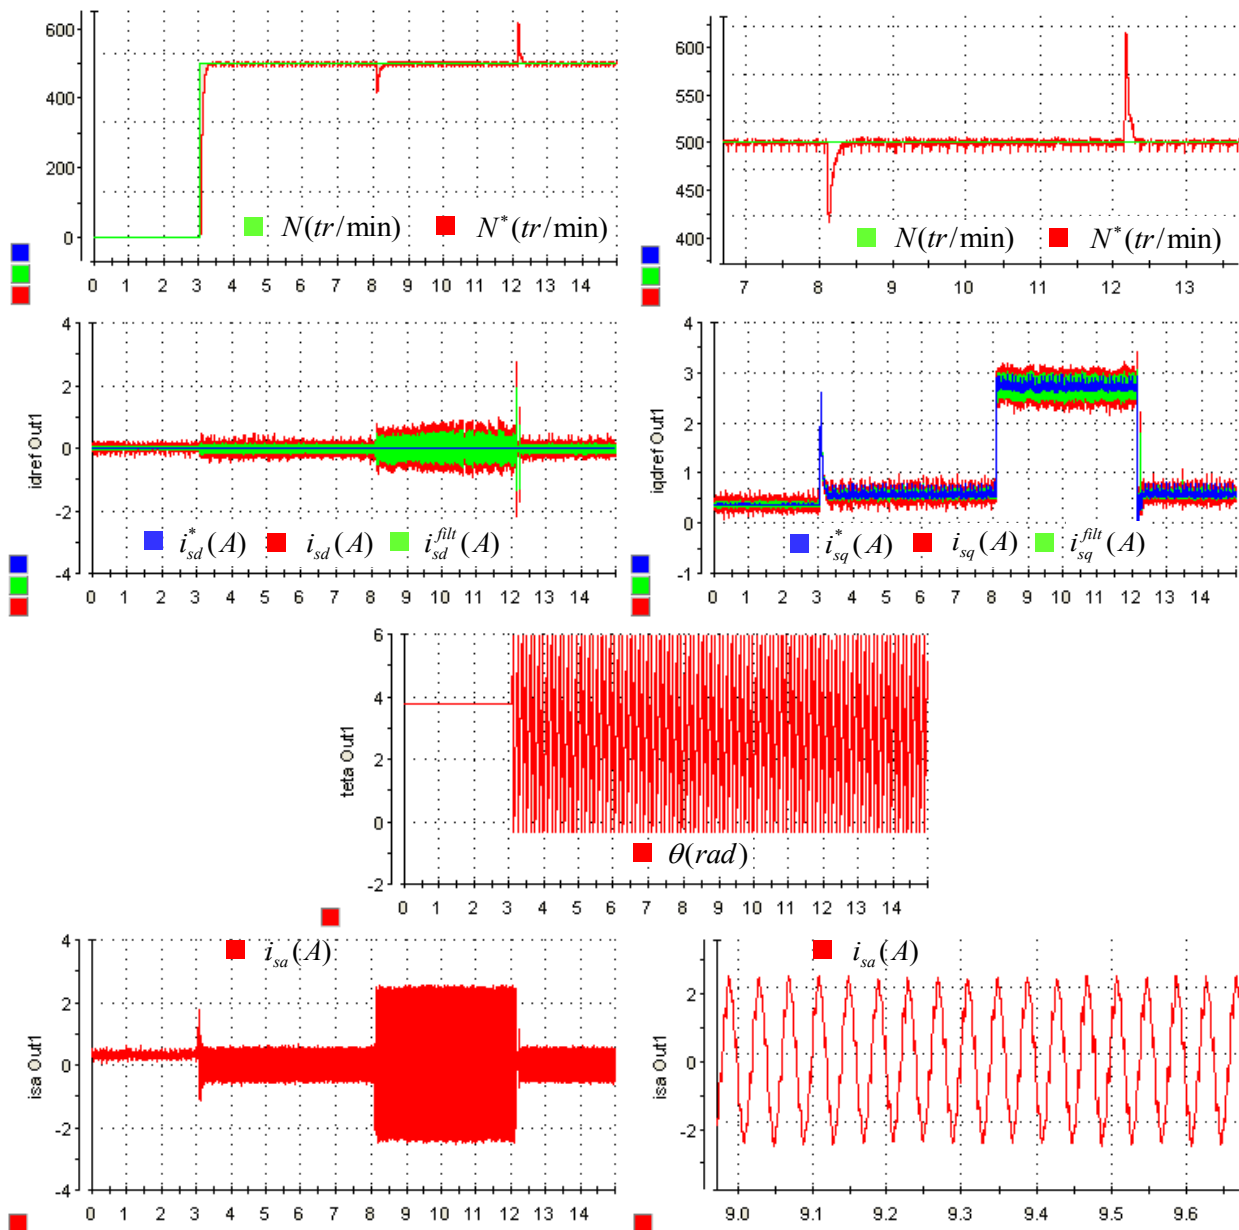 600
400
200
0
N(tr/min) N*(tr/min)
0 1 2 3 4 5 6 7 8 9 10 11 12 13 14
600
550
500
450
400
N(tr/min) N*(tr/min)
7 8 9 10 11 12 13
4
2
0
-2
-4
idref Out1
i*sd(A) isd(A) ifiltsd(A)
0 1 2 3 4 5 6 7 8 9 10 11 12 13 14
4
3
2
1
0
-1
iqdref Out1
i*sq(A) isq(A) ifiltsq(A)
0 1 2 3 4 5 6 7 8 9 10 11 12 13 14
6
4
2
0
-2
teta Out1
θ(rad)
0 1 2 3 4 5 6 7 8 9 10 11 12 13 14
4
2
0
-2
-4
isa Out1
isa(A)
0 1 2 3 4 5 6 7 8 9 10 11 12 13 14
2
0
-2
isa Out1
isa(A)
9.0 9.1 9.2 9.3 9.4 9.5 9.6